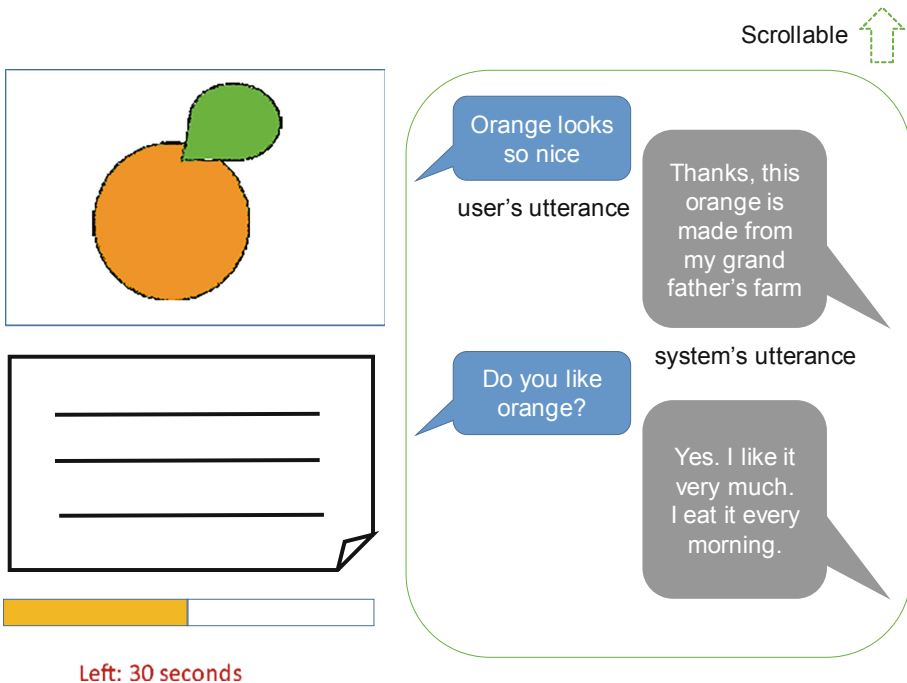 Scrollable
Orange looks
so nice
user's utterance
Thanks, this
orange is
made from
my grand
father's farm
system's utterance
Do you like
orange?
Yes. I like it
very much.
I eat it every
morning.
Left: 30 seconds